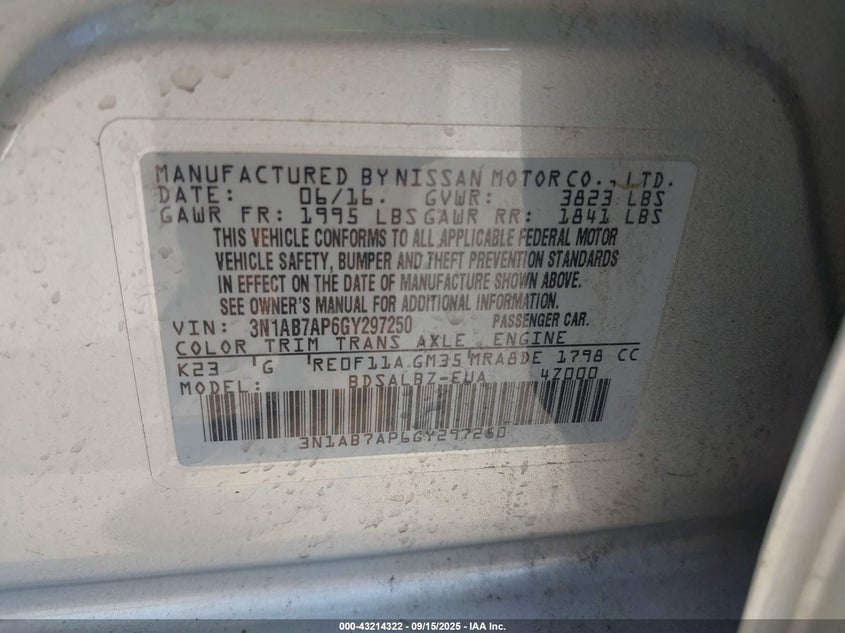 MANUFACTURED BY NISSAN MOTOR CO., LTD.
DATE: 06/16. GVWR: 3823 LBS
GAWR FR: 1995 LBS GAWR RR: 1841 LBS
THIS VEHICLE CONFORMS TO ALL APPLICABLE FEDERAL MOTOR
VEHICLE SAFETY, BUMPER AND THEFT PREVENTION STANDARDS
IN EFFECT ON THE DATE OF MANUFACTURE SHOWN ABOVE.
SEE OWNER'S MANUAL FOR ADDITIONAL INFORMATION.
VIN: 3N1AB7AP6GY297250 PASSENGER CAR.
COLOR TRIM TRANS AXLE ENGINE
K23 G RE0F11A GM35 MRA8DE 1798 CC
MODEL: BDSALBZ-EUA 4Z000
3N1AB7AP6GY297250
000-43214322 - 09/15/2025 - IAA Inc.